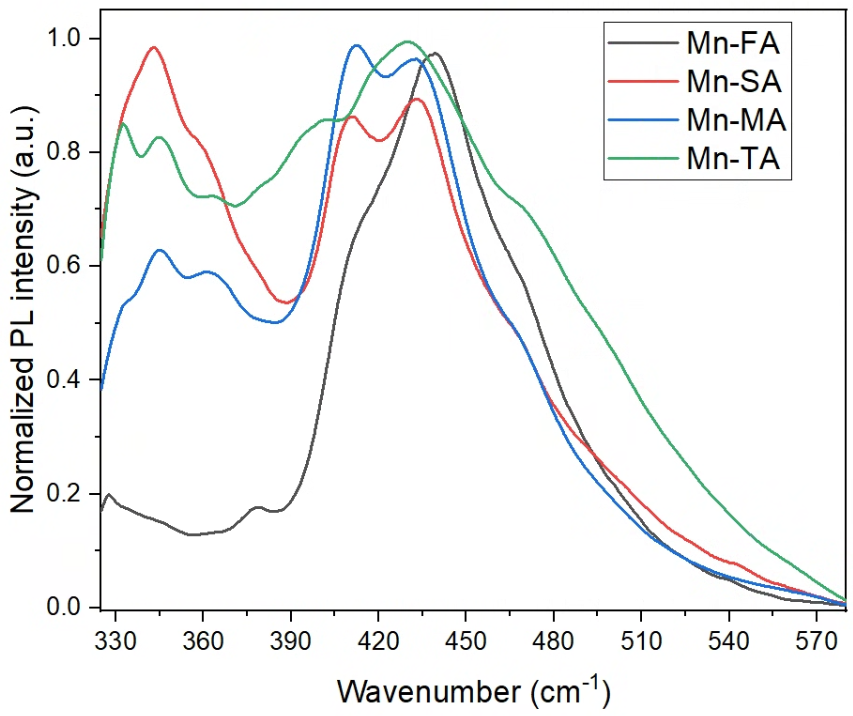 Normalized PL intensity (a.u.)
1.0
0.8
0.6
0.4
0.2
0.0
Mn-FA
Mn-SA
Mn-MA
Mn-TA
330 360 390 420 450 480 510 540 570
Wavenumber (cm⁻¹)